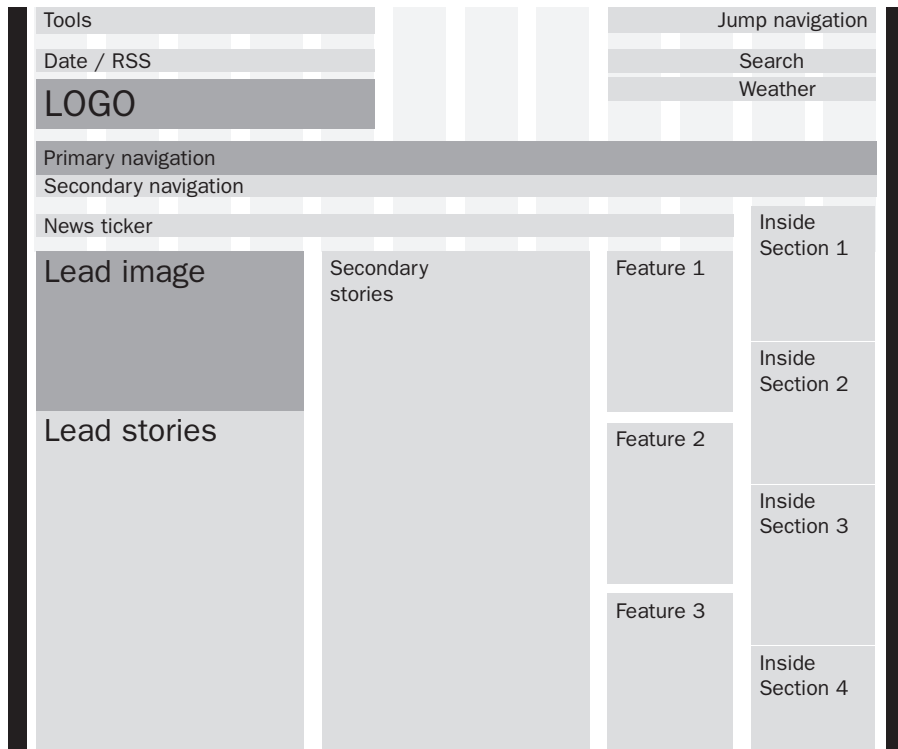 Tools
Jump navigation
Date / RSS
Search
LOGO
Weather
Primary navigation
Secondary navigation
News ticker
Lead image
Lead stories
Secondary
stories
Feature 1
Feature 2
Feature 3
Inside
Section 1
Inside
Section 2
Inside
Section 3
Inside
Section 4